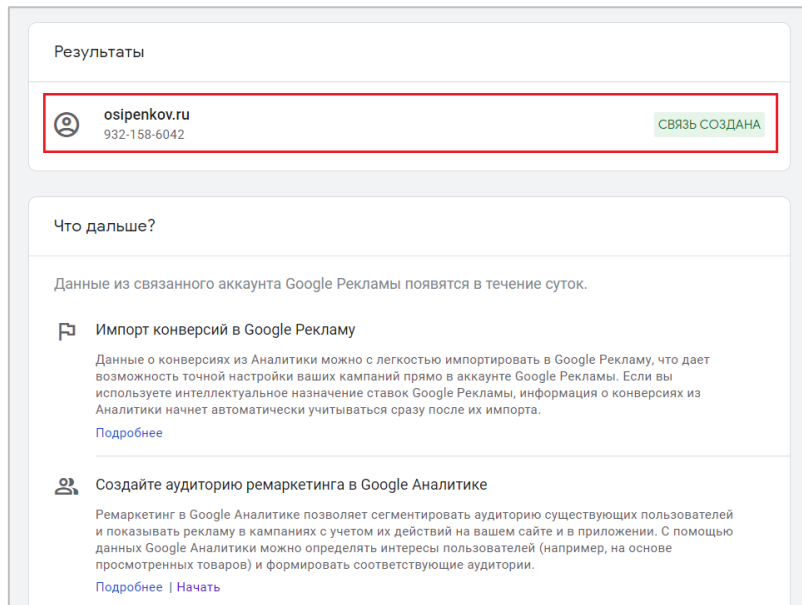 Результаты
osipenkov.ru
932-158-6042
СВЯЗЬ СОЗДАНА
Что дальше?
Данные из связанного аккаунта Google Рекламы появятся в течение суток.
Импорт конверсий в Google Рекламу
Данные о конверсиях из Аналитики можно с легкостью импортировать в Google Рекламу, что дает
возможность точной настройки ваших кампаний прямо в аккаунте Google Рекламы. Если вы
используете интеллектуальное назначение ставок Google Рекламы, информация о конверсиях из
Аналитики начнет автоматически учитываться сразу после их импорта.
Подробнее
Создайте аудиторию ремаркетинга в Google Аналитике
Ремаркетинг в Google Аналитике позволяет сегментировать аудиторию существующих пользователей
и показывать рекламу в кампаниях с учетом их действий на вашем сайте и в приложении. С помощью
данных Google Аналитики можно определять интересы пользователей (например, на основе
просмотренных товаров) и формировать соответствующие аудитории.
Подробнее | Начать